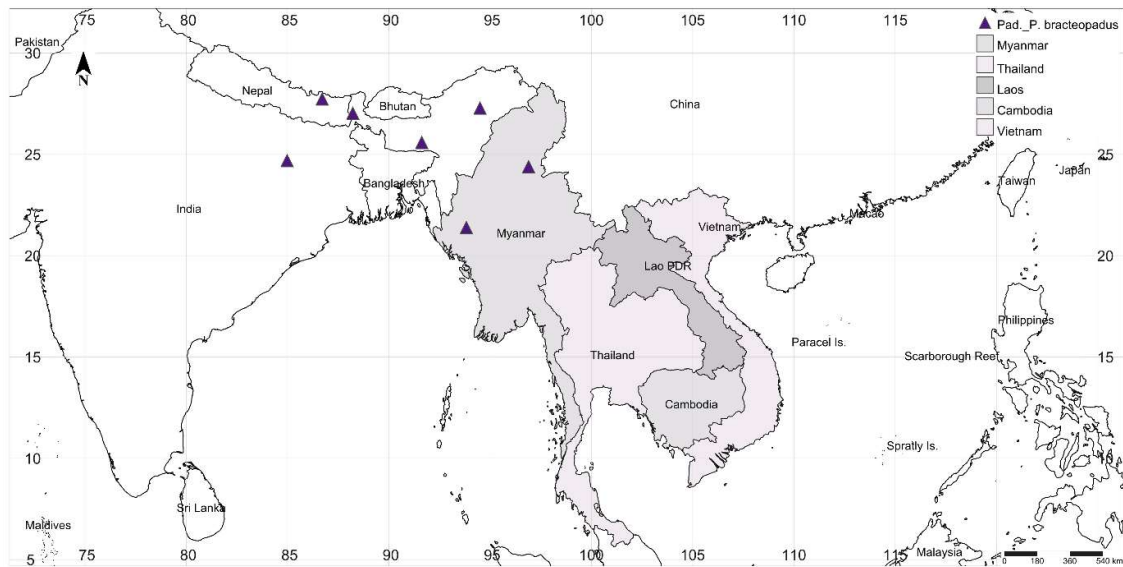 75 80 85 90 95 100 105 110 115
Pakistan
30
N
Nepal
Bhutan
China
Pad._P. bracteopadus
Myanmar
Thailand
Laos
Cambodia
Vietnam
25 25
Bangladesh
Taiwan
Japan
India
Macao
Myanmar
Vietnam
20 20
Lao PDR
Philippines
Paracel Is.
Thailand
Scarborough Reef
15 15
Cambodia
10 10
Spratly Is.
Sri Lanka
Maldives
Malaysia
5 75 80 85 90 95 100 105 110 115
0 180 360 540 km